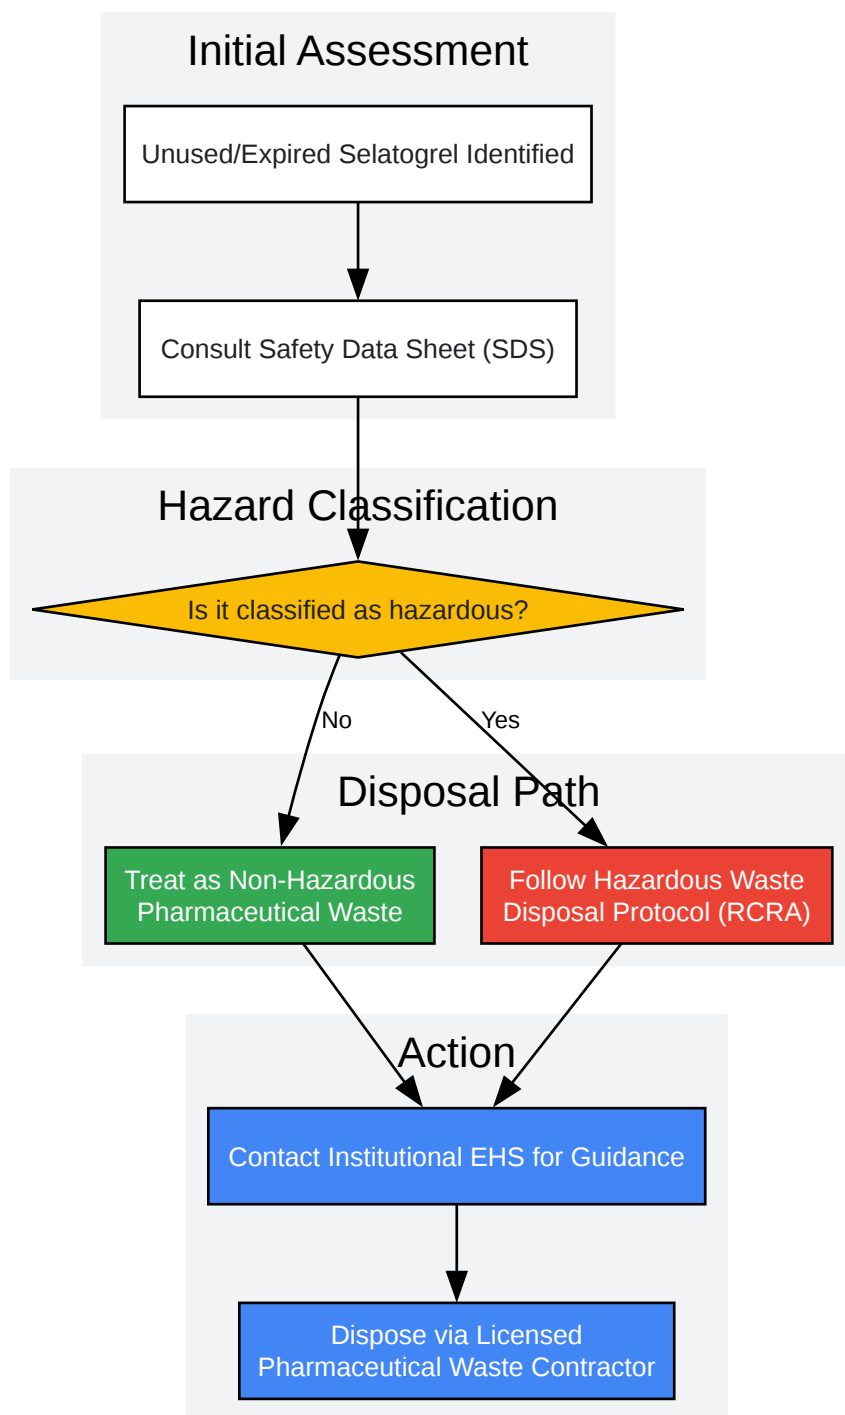 Initial Assessment
Unused/Expired Selatogrel Identified
Consult Safety Data Sheet (SDS)
Hazard Classification
Is it classified as hazardous?
No
Yes
Disposal Path
Treat as Non-Hazardous
Pharmaceutical Waste
Follow Hazardous Waste
Disposal Protocol (RCRA)
Action
Contact Institutional EHS for Guidance
Dispose via Licensed
Pharmaceutical Waste Contractor